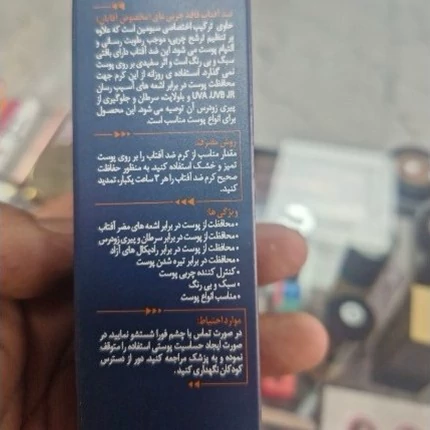 ضد آفتاب فاقد چربی های (مخصوص آقایان)
حاوی ترکیب اختصاصی سبومین است که علاوه
بر تنظیم ترشح چربی، موجب رطوبت رسانی و
التیام پوست می شود. این ضد آفتاب دارای بافتی
سبک و بی رنگ است و اثر سفیدی بر روی پوست
نمی گذارد. استفاده ی روزانه از این کرم جهت
محافظت پوست در برابر اشعه های آسیب رسان
UVA ،UVB ،IR و بلولایت، سرطان و جلوگیری از
پیری زودرس آن توصیه می شود. این محصول
برای انواع پوست مناسب است.
روش مصرف:
مقدار مناسب از کرم ضد آفتاب را بر روی پوست
تمیز و خشک استفاده کنید. به منظور حفاظت
صحیح کرم ضد آفتاب را هر ۲ ساعت یکبار، تمدید
کنید.
ویژگی ها:
• محافظت از پوست در برابر اشعه های مضر آفتاب
• محافظت از پوست در برابر سرطان و پیری زودرس
• محافظت از پوست در برابر رادیکال های آزاد
• محافظت در برابر تیره شدن پوست
• کنترل کننده چربی پوست
• سبک و بی رنگ
• مناسب انواع پوست
موارد احتیاط:
در صورت تماس با چشم فورا شستشو نمایید. در
صورت ایجاد حساسیت پوستی استفاده را متوقف
نموده و به پزشک مراجعه کنید. دور از دسترس
کودکان نگهداری کنید.